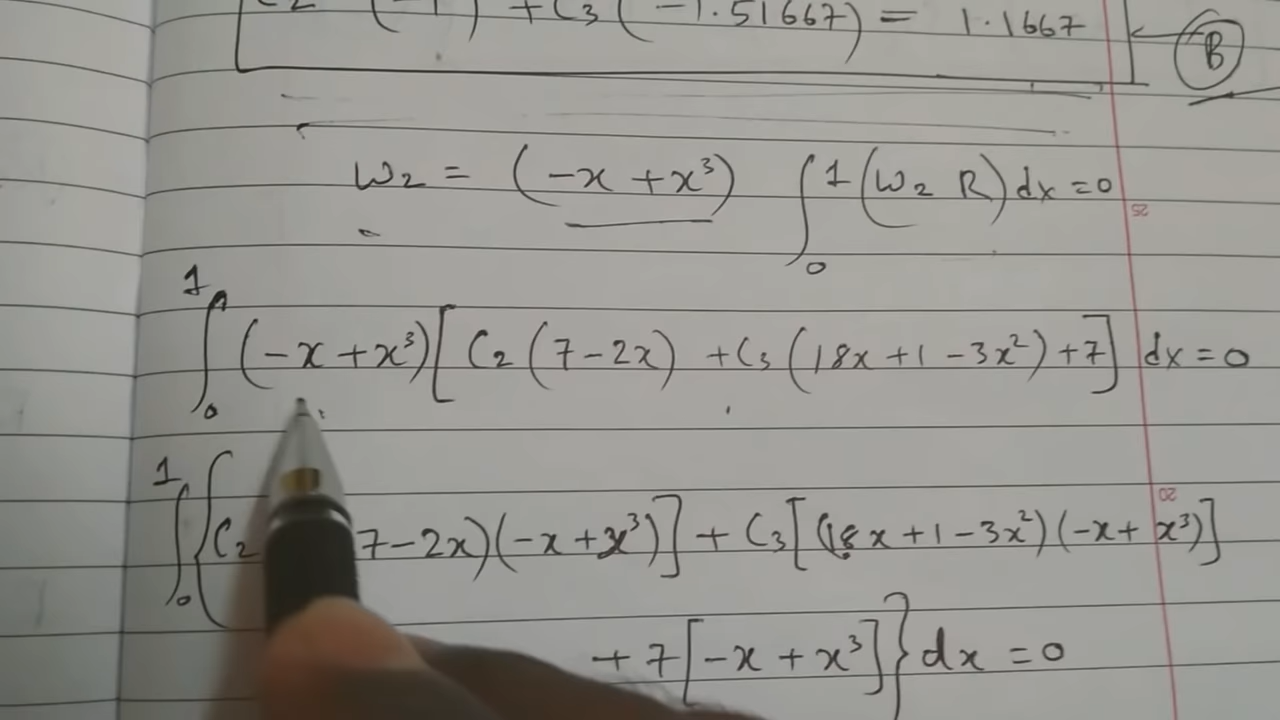 C₂ (-1) + C₃ (-1.51667) = 1.1667
B
W₂ = (-x + x³) ∫₀¹ (W₂ R) dx = 0
25
∫₀¹ (-x + x³) [C₂ (7 - 2x) + C₃ (18x + 1 - 3x²) + 7] dx = 0
∫₀¹ { C₂ 7 - 2x)(-x + x³)] + C₃ [(18x + 1 - 3x²)(-x + x³)]
20
+ 7 [-x + x³] } dx = 0